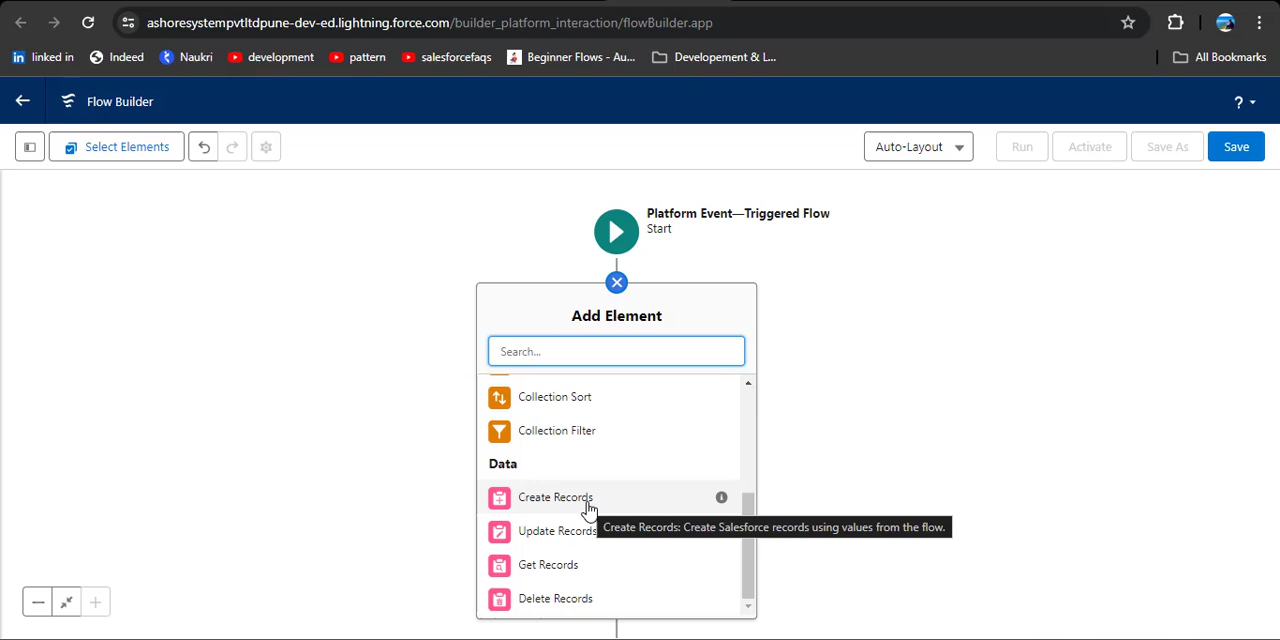 ashoresystempvtltdpune-dev-ed.lightning.force.com/builder_platform_interaction/flowBuilder.app
linked in Indeed Naukri development pattern salesforcefaqs Beginner Flows - Au... Developement & L... All Bookmarks
Flow Builder ?
Select Elements Auto-Layout Run Activate Save As Save
Platform Event—Triggered Flow
Start
Add Element
Search...
Collection Sort
Collection Filter
Data
Create Records
Create Records: Create Salesforce records using values from the flow.
Update Records
Get Records
Delete Records